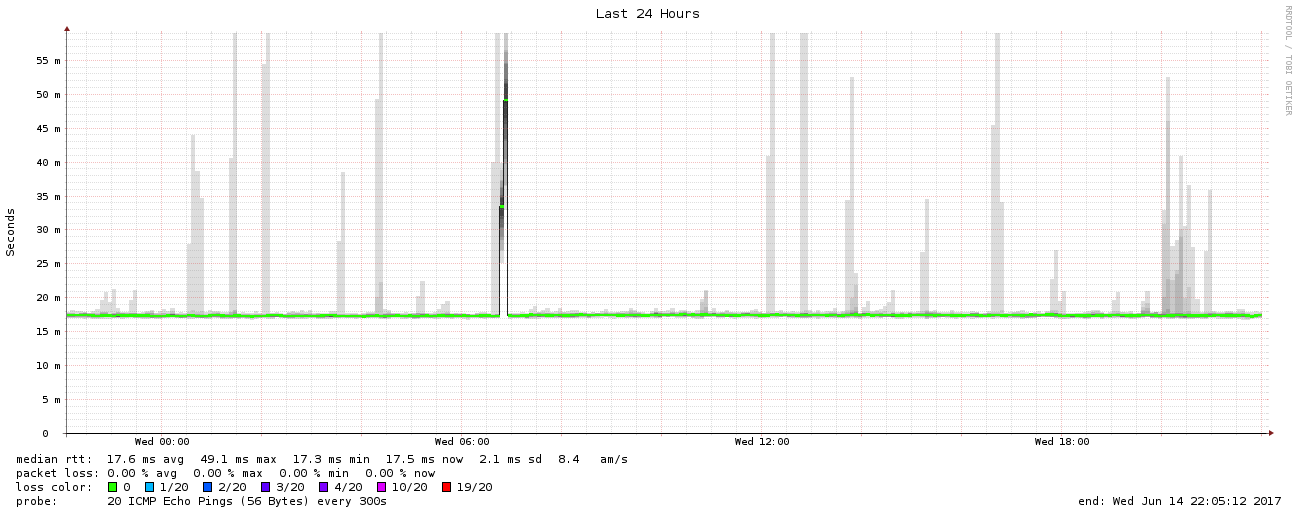 Last 24 Hours
RRDTOOL / TOBI OETIKER
Seconds
55 m
50 m
45 m
40 m
35 m
30 m
25 m
20 m
15 m
10 m
5 m
0
Wed 00:00 Wed 06:00 Wed 12:00 Wed 18:00
median rtt: 17.6 ms avg 49.1 ms max 17.3 ms min 17.5 ms now 2.1 ms sd 8.4 am/s
packet loss: 0.00 % avg 0.00 % max 0.00 % min 0.00 % now
loss color: 0 1/20 2/20 3/20 4/20 10/20 19/20
probe: 20 ICMP Echo Pings (56 Bytes) every 300s end: Wed Jun 14 22:05:12 2017